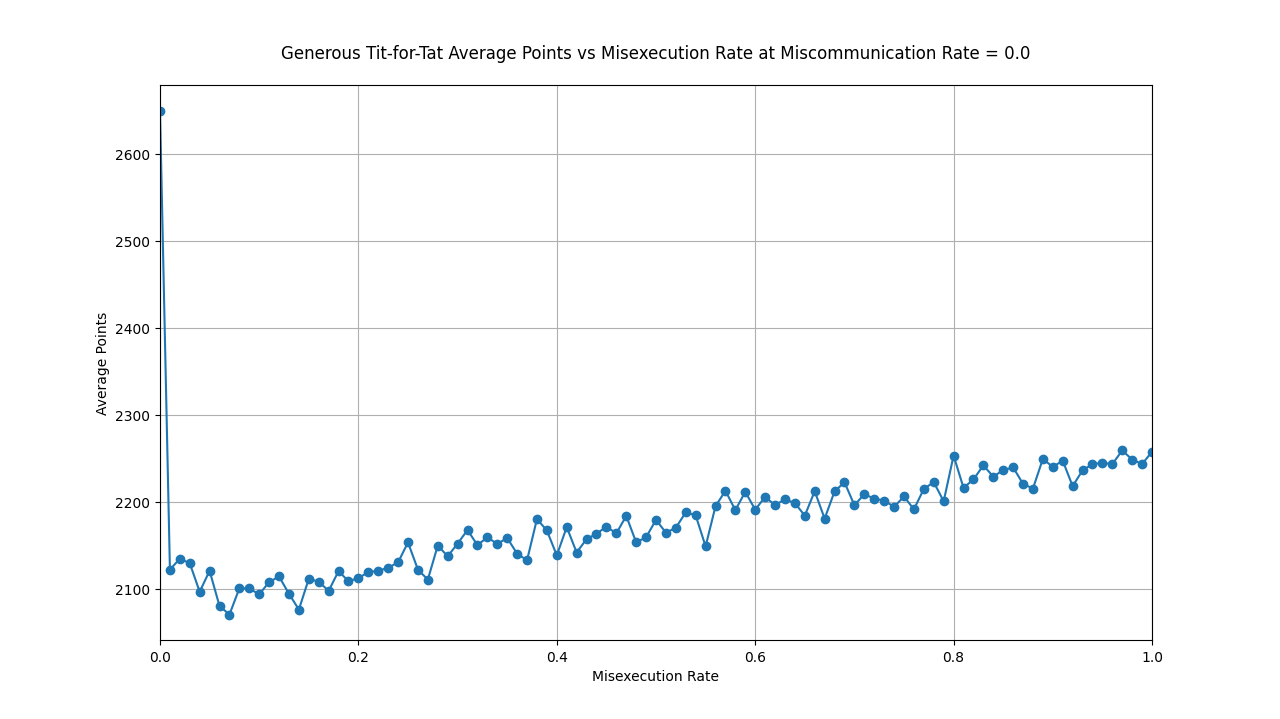 Generous Tit-for-Tat Average Points vs Misexecution Rate at Miscommunication Rate = 0.0
2600
2500
2400
2300
2200
2100
Average Points
0.0 0.2 0.4 0.6 0.8 1.0
Misexecution Rate